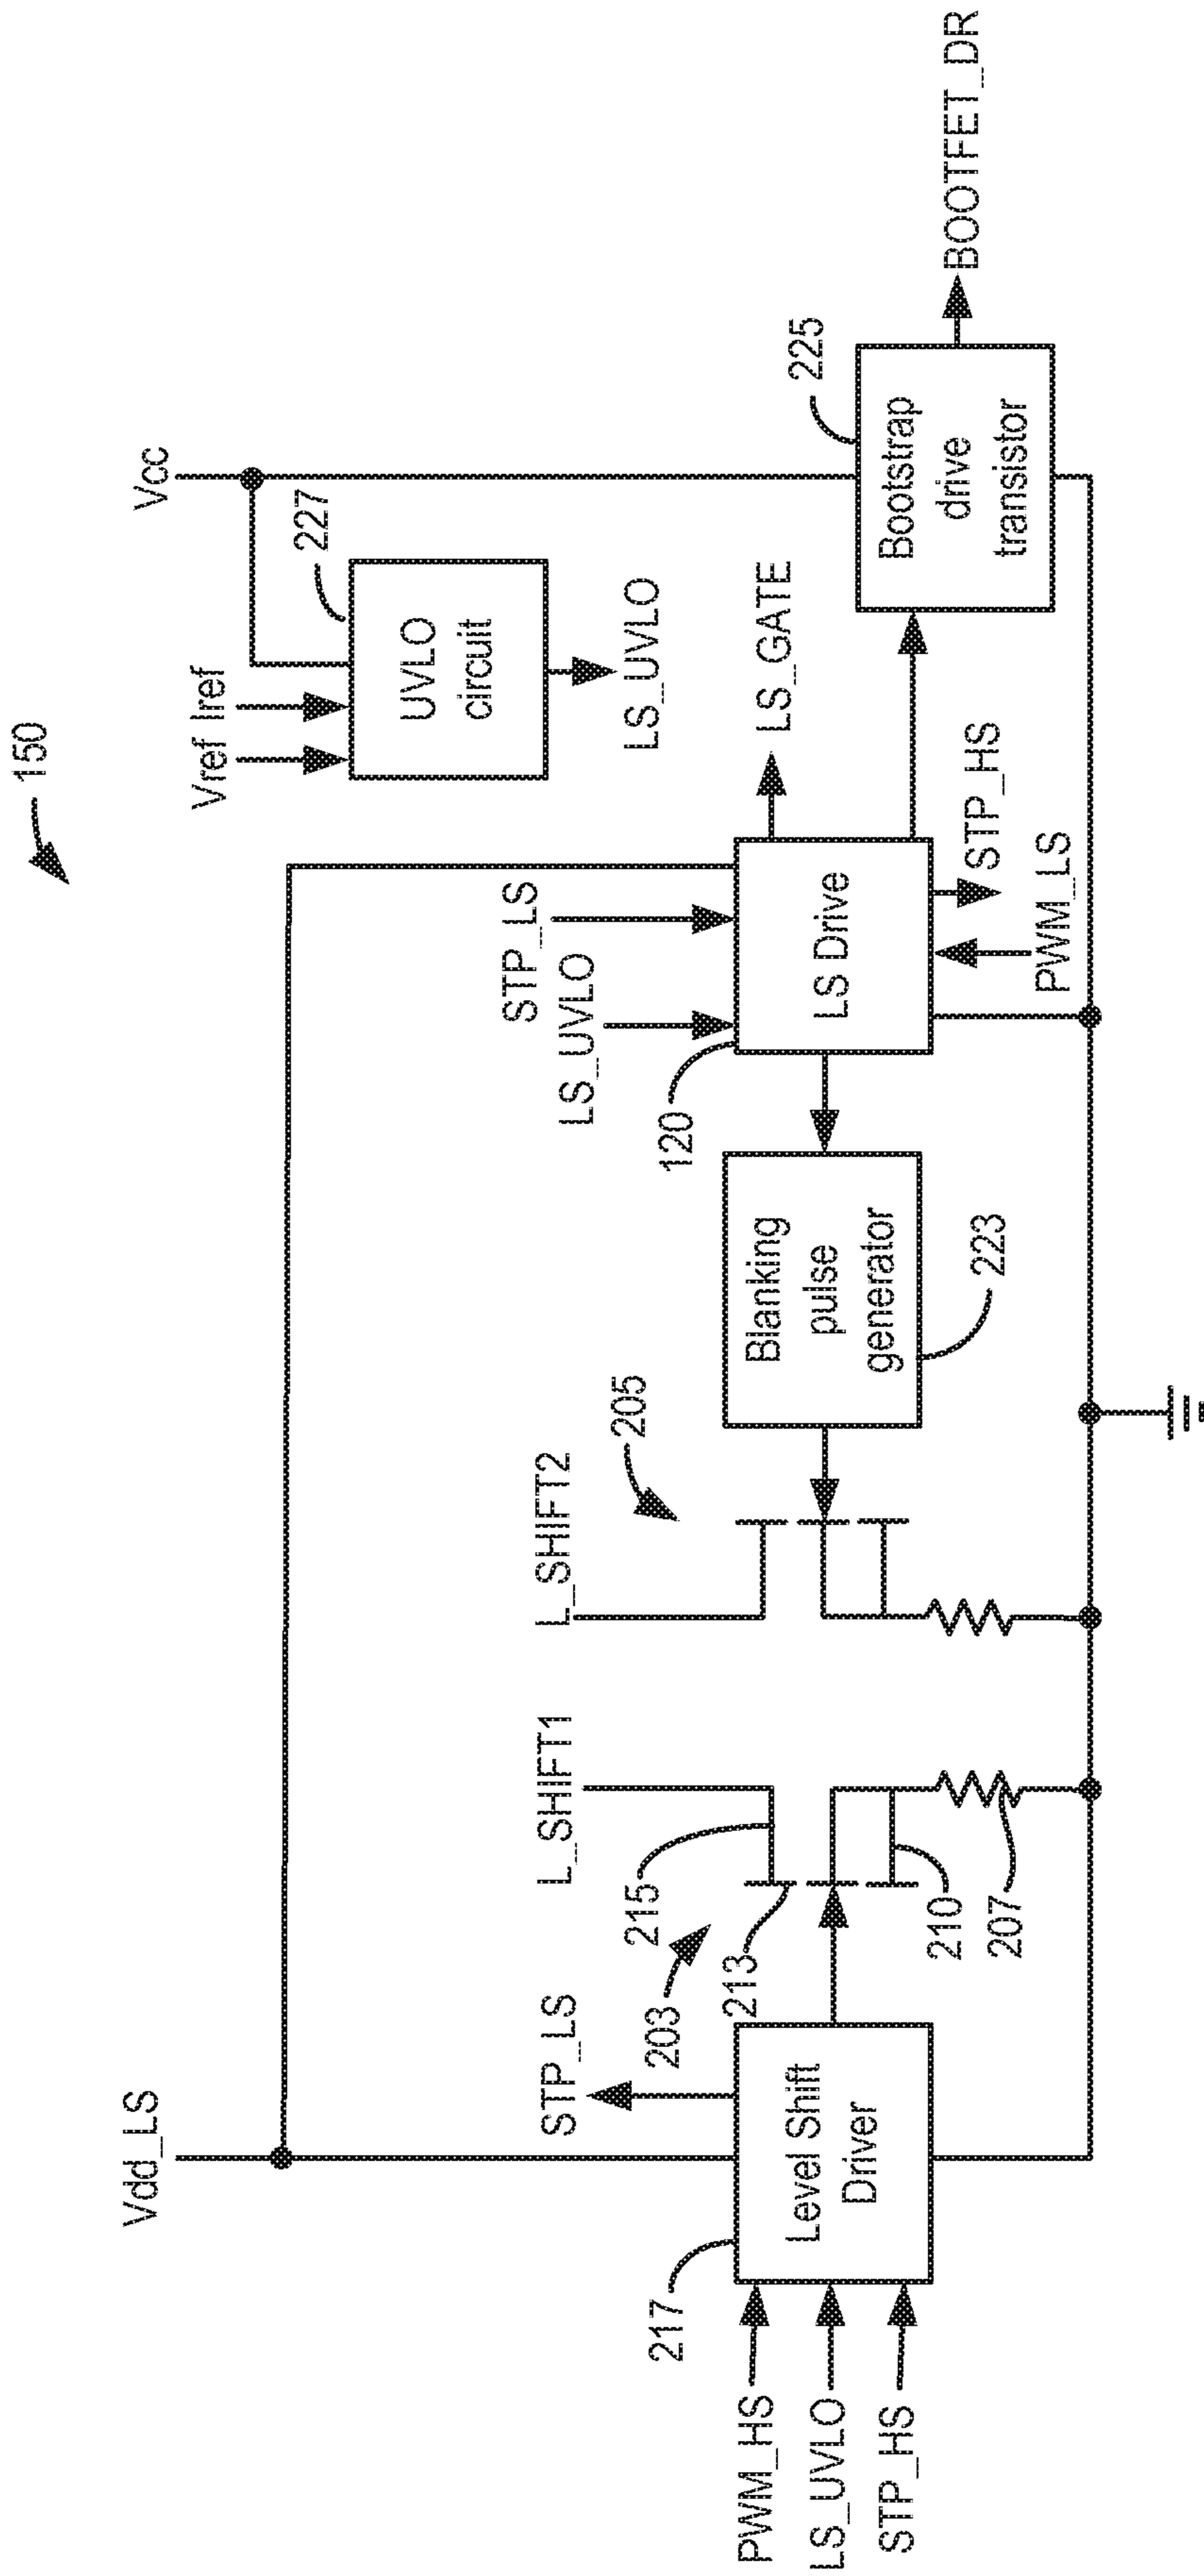 150
Vdd_LS
Vcc
Vref
Iref
227
UVLO
circuit
LS_UVLO
STP_LS
L_SHIFT1
L_SHIFT2
205
STP_LS
LS_UVLO
120
LS_GATE
225
215
203
213
217
PWM_HS
LS_UVLO
STP_HS
Level Shift
Driver
210
207
Blanking
pulse
generator
223
LS Drive
STP_HS
PWM_LS
Bootstrap
drive
transistor
BOOTFET_DR